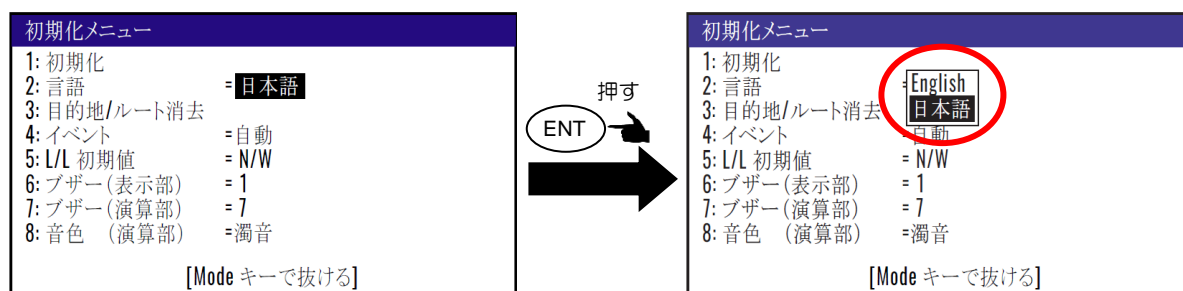 初期化メニュー
1: 初期化
2: 言語 =日本語
3: 目的地/ルート消去
4: イベント =自動
5: L/L 初期値 = N/W
6: ブザー(表示部) = 1
7: ブザー(演算部) = 7
8: 音色 (演算部) =濁音
[Mode キーで抜ける]
押す
ENT
初期化メニュー
1: 初期化
2: 言語 =English
3: 目的地/ルート消去 日本語
4: イベント =自動
5: L/L 初期値 = N/W
6: ブザー(表示部) = 1
7: ブザー(演算部) = 7
8: 音色 (演算部) =濁音
[Mode キーで抜ける]